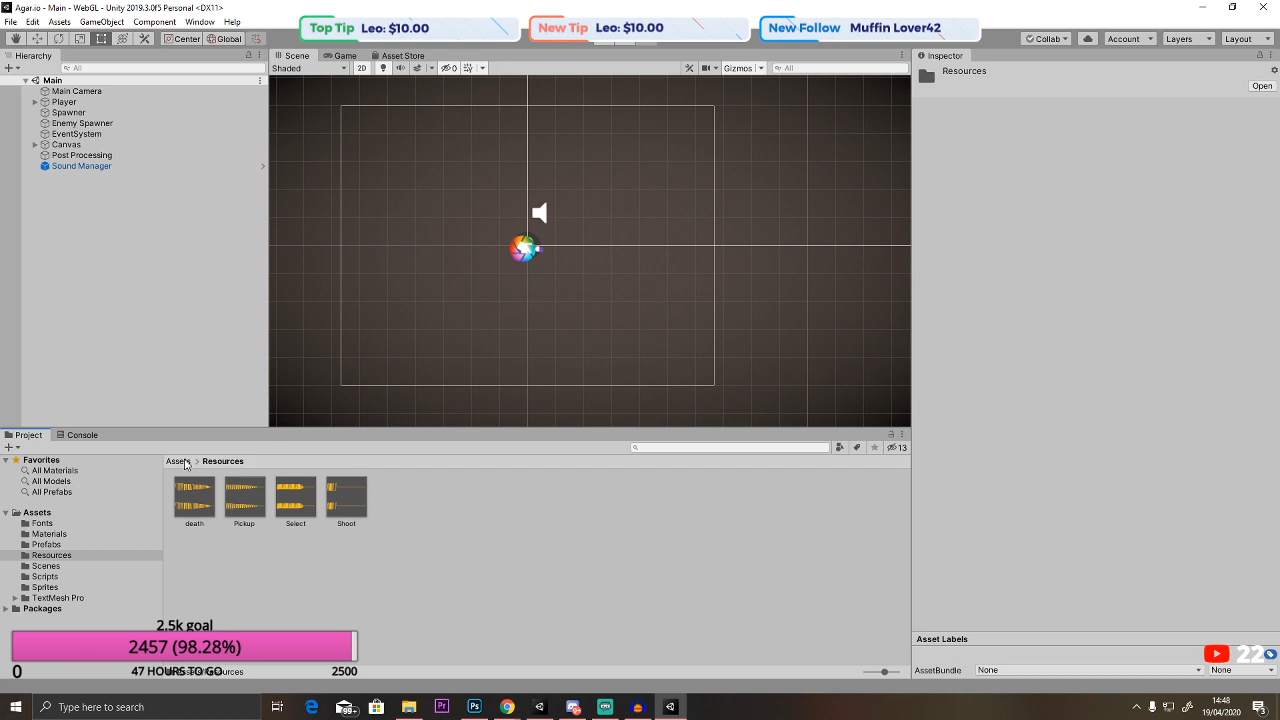 Agar.io - Main - WebGL - Unity 2019.3.0f5 Personal <DX11>
File Edit Assets GameObject Component Window Help
Top Tip Leo: $10.00
New Tip Leo: $10.00
New Follow Muffin Lover42
Center Global
Collab Account Layers Layout
Hierarchy
Scene Game Asset Store
Inspector
All
Shaded 2D 0 Gizmos All
Resources
Open
Main
Main Camera
Player
Spawner
Enemy Spawner
EventSystem
Canvas
Post Processing
Sound Manager
Project Console
13
Favorites
All Materials
All Models
All Prefabs
Assets
Fonts
Materials
Prefabs
Resources
Scenes
Scripts
Sprites
TextMesh Pro
Packages
Assets > Resources
death Pickup Select Shoot
2.5k goal
2457 (98.28%)
0 47 HOURS TO GO 2500
Asset Labels
22
AssetBundle None None
Type here to search
99+
14:48
19/04/2020